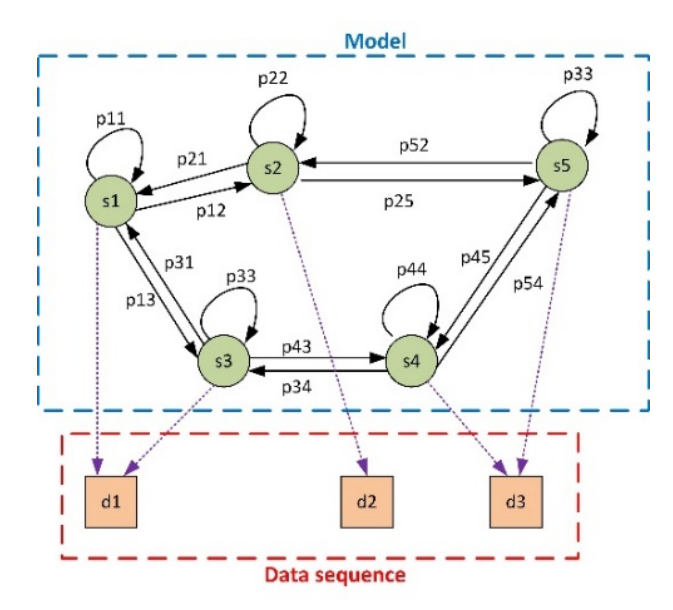 Model
p22
p33
p11
p52
p21
s2
s5
s1
p12
p25
p31
p33
p44
p45
p54
p13
p43
s3
s4
p34
d1
d2
d3
Data sequence